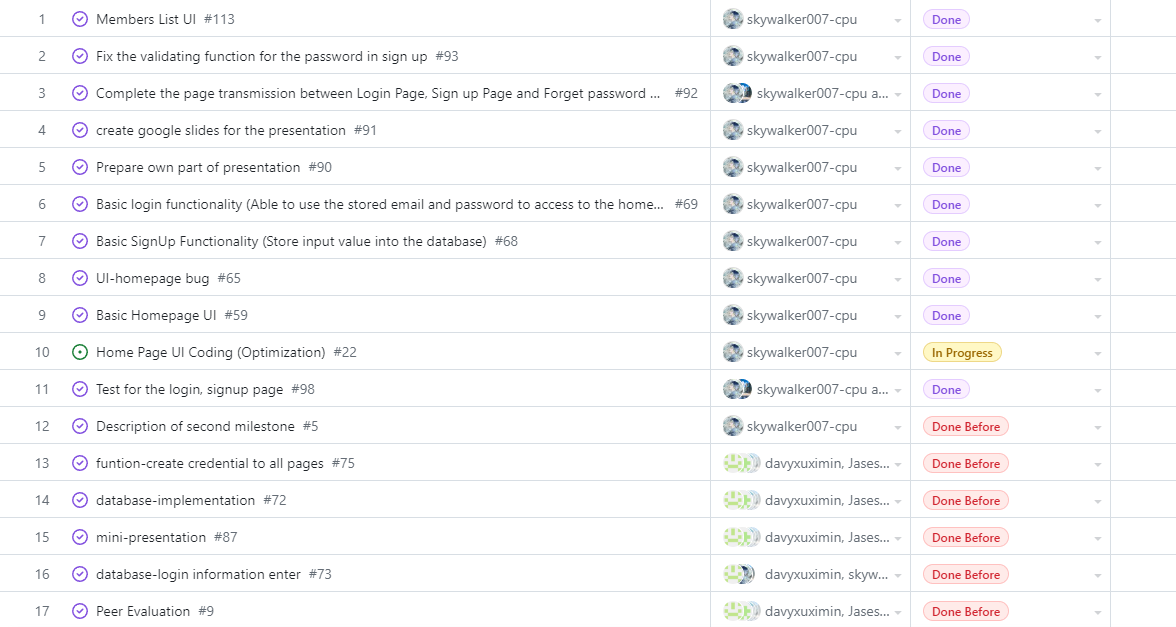 1 Members List UI #113 skywalker007-cpu Done
2 Fix the validating function for the password in sign up #93 skywalker007-cpu Done
3 Complete the page transmission between Login Page, Sign up Page and Forget password ... #92 skywalker007-cpu a... Done
4 create google slides for the presentation #91 skywalker007-cpu Done
5 Prepare own part of presentation #90 skywalker007-cpu Done
6 Basic login functionality (Able to use the stored email and password to access to the home... #69 skywalker007-cpu Done
7 Basic SignUp Functionality (Store input value into the database) #68 skywalker007-cpu Done
8 UI-homepage bug #65 skywalker007-cpu Done
9 Basic Homepage UI #59 skywalker007-cpu Done
10 Home Page UI Coding (Optimization) #22 skywalker007-cpu In Progress
11 Test for the login, signup page #98 skywalker007-cpu a... Done
12 Description of second milestone #5 skywalker007-cpu Done Before
13 funtion-create credential to all pages #75 davyxuximin, Jases... Done Before
14 database-implementation #72 davyxuximin, Jases... Done Before
15 mini-presentation #87 davyxuximin, Jases... Done Before
16 database-login information enter #73 davyxuximin, skyw... Done Before
17 Peer Evaluation #9 davyxuximin, Jases... Done Before